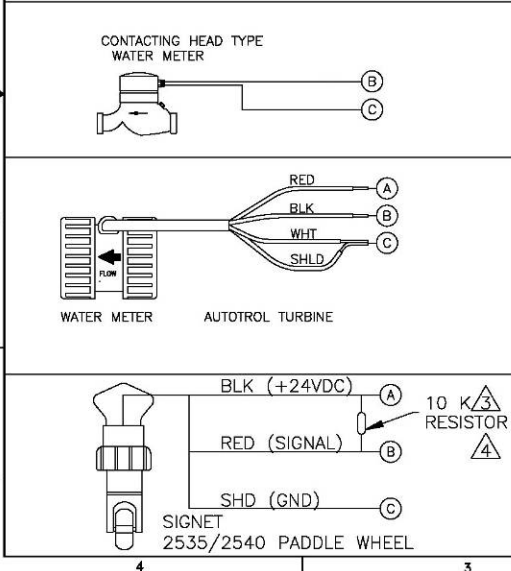 CONTACTING HEAD TYPE
WATER METER
B
C
RED
A
BLK
B
WHT
C
SHLD
FLOW
WATER METER
AUTOTROL TURBINE
BLK (+24VDC)
A
10 K 3
RESISTOR
4
RED (SIGNAL)
B
SHD (GND)
C
SIGNET
2535/2540 PADDLE WHEEL
4
3